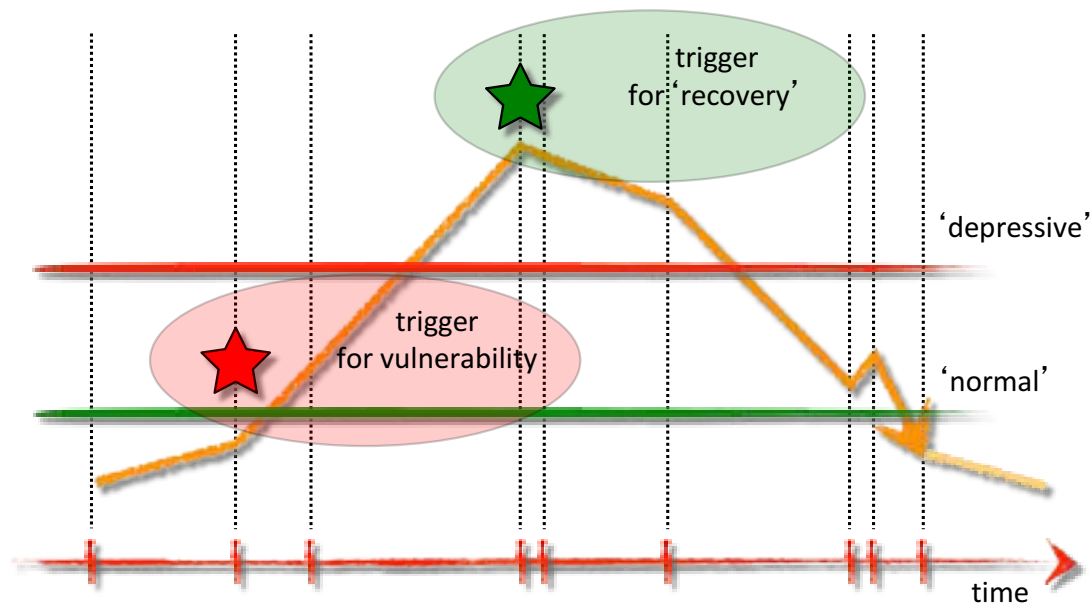 trigger
for ‘recovery’
‘depressive’
trigger
for vulnerability
‘normal’
time